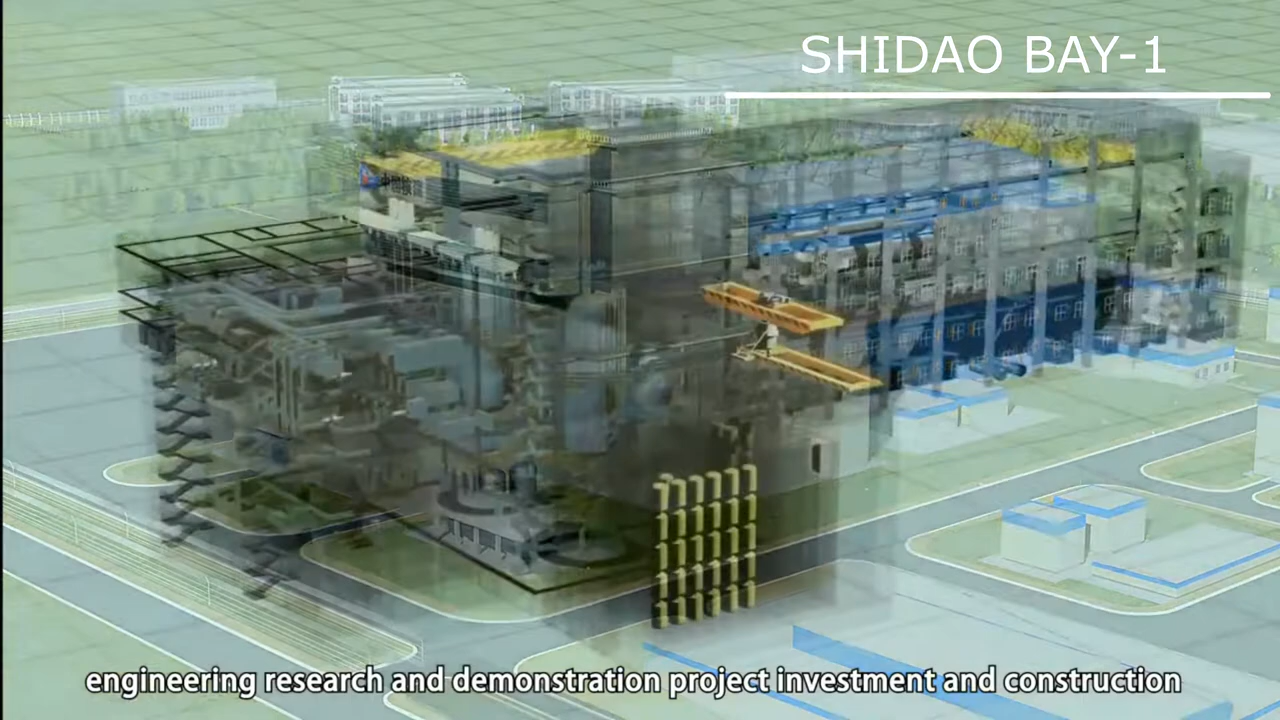 SHIDAO BAY-1
engineering research and demonstration project investment and construction